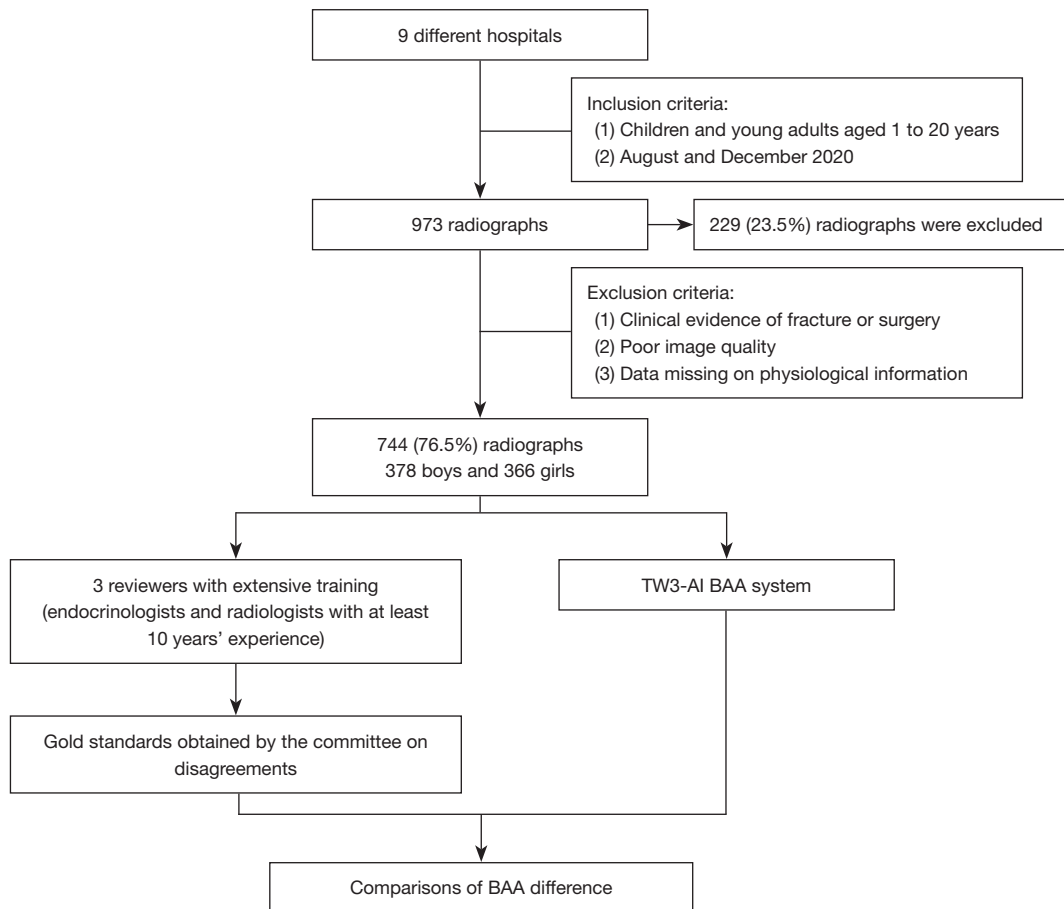 9 different hospitals
Inclusion criteria:
(1) Children and young adults aged 1 to 20 years
(2) August and December 2020
973 radiographs
229 (23.5%) radiographs were excluded
Exclusion criteria:
(1) Clinical evidence of fracture or surgery
(2) Poor image quality
(3) Data missing on physiological information
744 (76.5%) radiographs
378 boys and 366 girls
3 reviewers with extensive training
(endocrinologists and radiologists with at least
10 years’ experience)
TW3-AI BAA system
Gold standards obtained by the committee on
disagreements
Comparisons of BAA difference